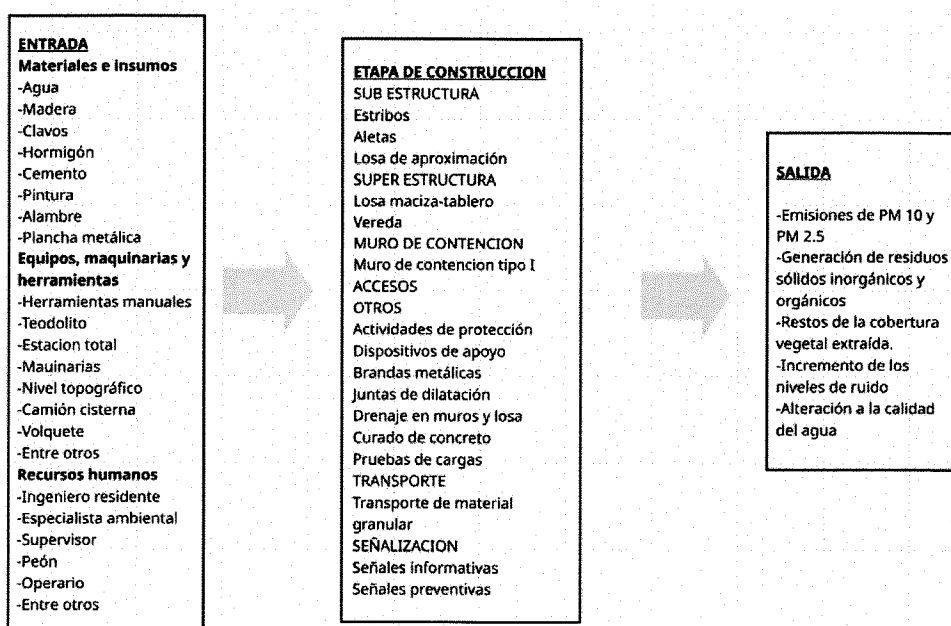 ENTRADA
Materiales e insumos
-Agua
-Madera
-Clavos
-Hormigón
-Cemento
-Pintura
-Alambre
-Plancha metálica
Equipos, maquinarias y
herramientas
-Herramientas manuales
-Teodolito
-Estacion total
-Mauinarias
-Nivel topográfico
-Camión cisterna
-Volquete
-Entre otros
Recursos humanos
-Ingeniero residente
-Especialista ambiental
-Supervisor
-Peón
-Operario
-Entre otros
ETAPA DE CONSTRUCCION
SUB ESTRUCTURA
Estribos
Aletas
Losa de aproximación
SUPER ESTRUCTURA
Losa maciza-tablero
Vereda
MURO DE CONTENCION
Muro de contencion tipo I
ACCESOS
OTROS
Actividades de protección
Dispositivos de apoyo
Brandas metálicas
Juntas de dilatación
Drenaje en muros y losa
Curado de concreto
Pruebas de cargas
TRANSPORTE
Transporte de material
granular
SEÑALIZACION
Señales informativas
Señales preventivas
SALIDA
-Emisiones de PM 10 y
PM 2.5
-Generación de residuos
sólidos inorgánicos y
orgánicos
-Restos de la cobertura
vegetal extraída.
-Incremento de los
niveles de ruido
-Alteración a la calidad
del agua